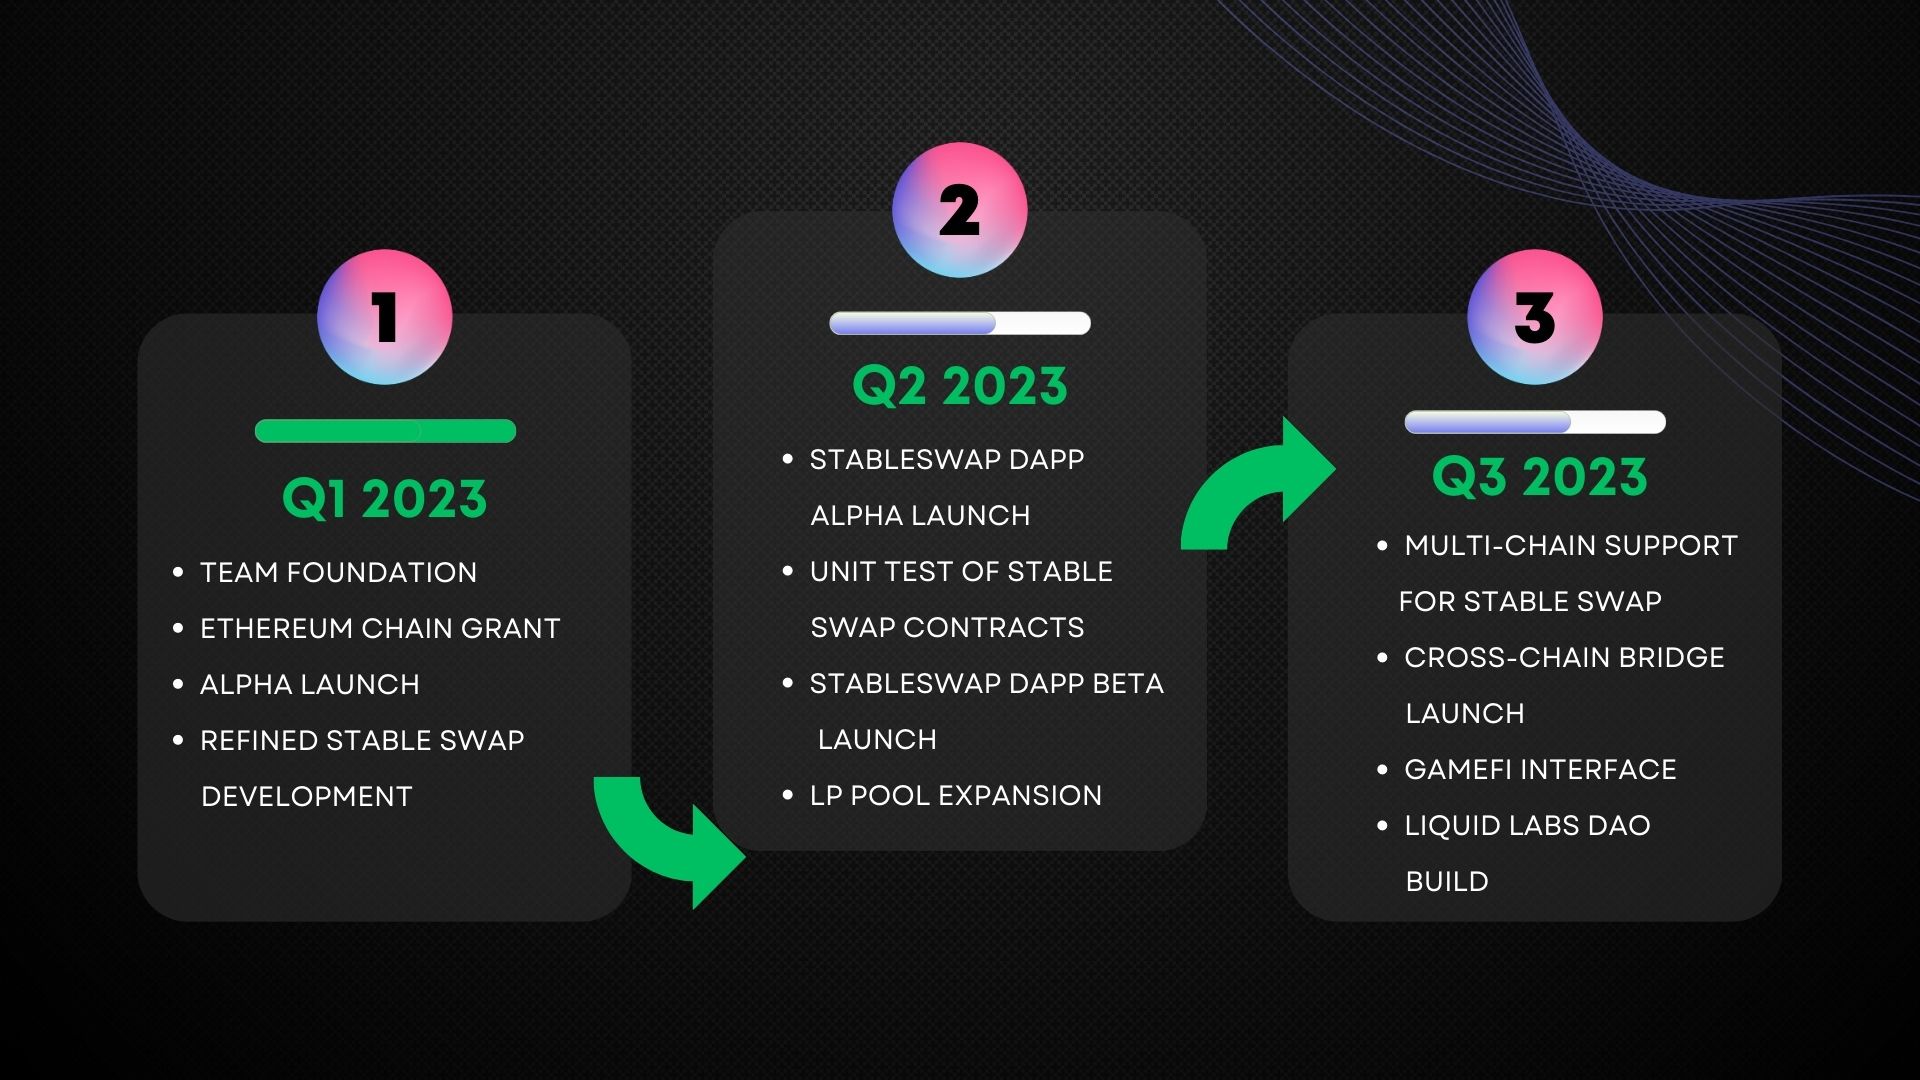 1
Q1 2023
TEAM FOUNDATION
ETHEREUM CHAIN GRANT
ALPHA LAUNCH
REFINED STABLE SWAP
DEVELOPMENT
2
Q2 2023
STABLESWAP DAPP
ALPHA LAUNCH
UNIT TEST OF STABLE
SWAP CONTRACTS
STABLESWAP DAPP BETA
LAUNCH
LP POOL EXPANSION
3
Q3 2023
MULTI-CHAIN SUPPORT
FOR STABLE SWAP
CROSS-CHAIN BRIDGE
LAUNCH
GAMEFI INTERFACE
LIQUID LABS DAO
BUILD